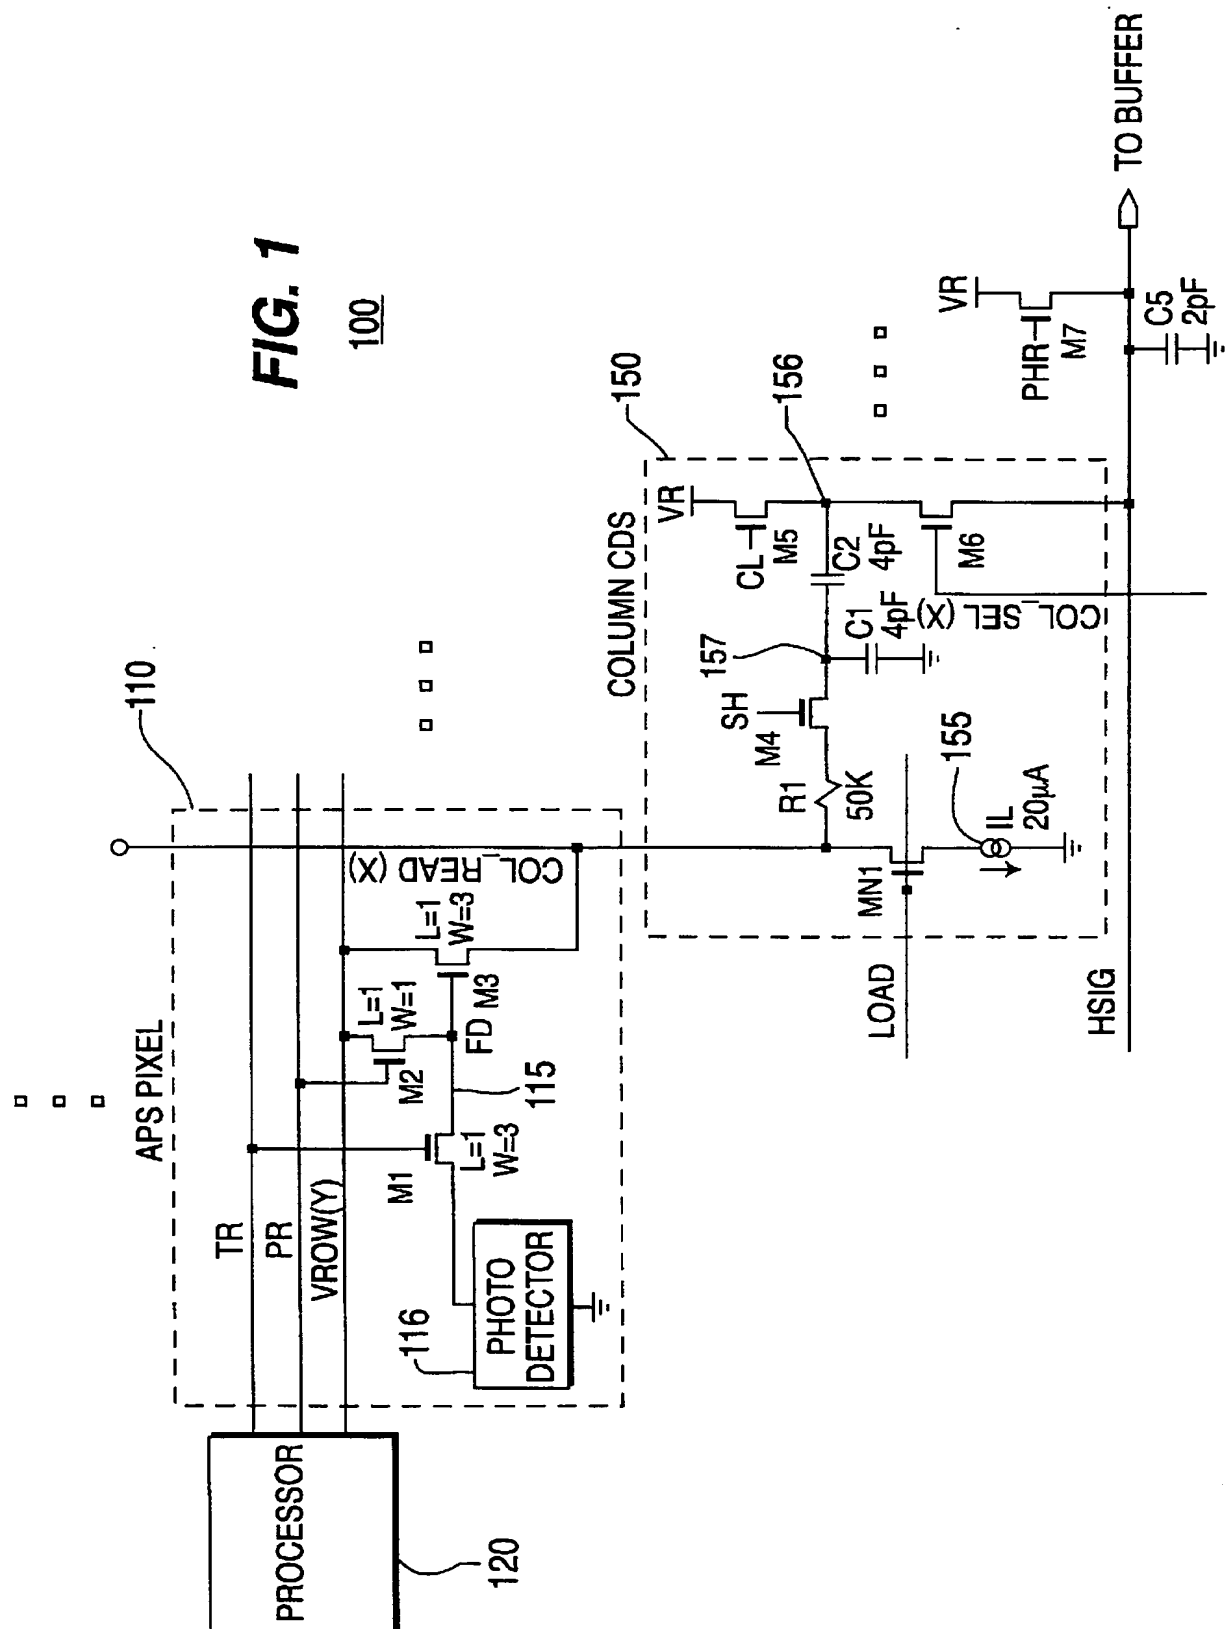 FIG. 1
100
110
APS PIXEL
TR
PR
VROW(Y)
PROCESSOR
120
116
PHOTO
DETECTOR
M1
L=1
W=3
115
M2
L=1
W=1
FD
M3
L=1
W=3
COL_READ (X)
COLUMN CDS
150
LOAD
MN1
155
IL
20µA
R1
50K
SH
M4
157
C1
4pF
C2
4pF
VR
CL
M5
156
M6
COL_SEL (X)
HSIG
VR
PHR
M7
C5
2pF
TO BUFFER